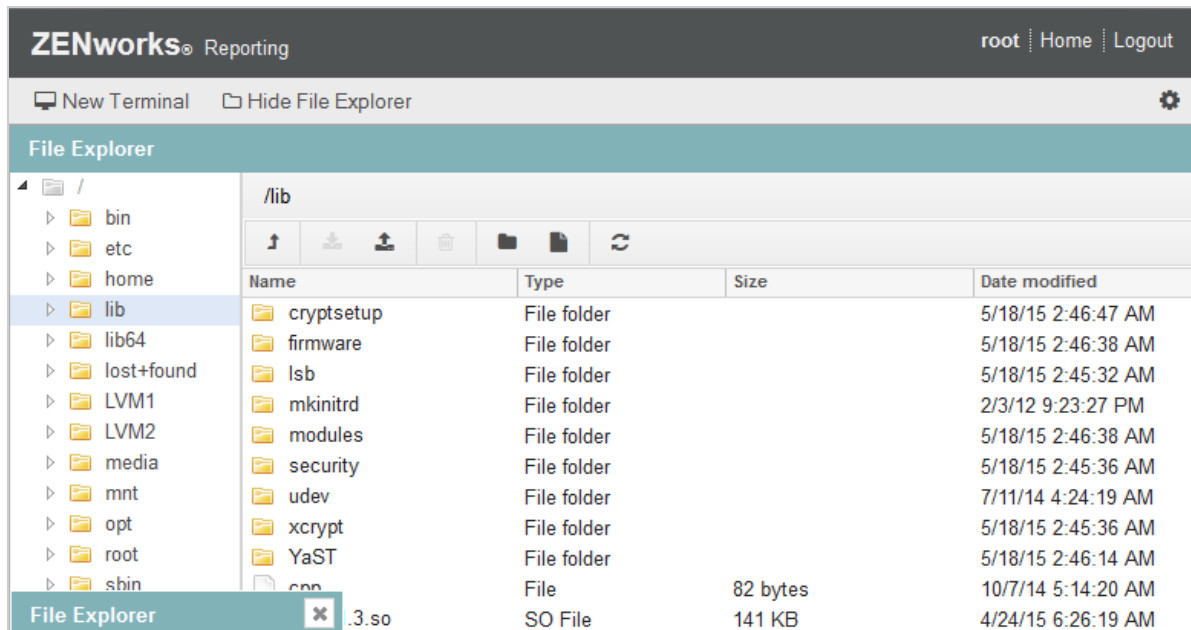 ZENworks® Reporting
root Home Logout
New Terminal Hide File Explorer
File Explorer
/
bin
etc
home
lib
lib64
lost+found
LVM1
LVM2
media
mnt
opt
root
sbin
/lib
Name Type Size Date modified
cryptsetup File folder 5/18/15 2:46:47 AM
firmware File folder 5/18/15 2:46:38 AM
lsb File folder 5/18/15 2:45:32 AM
mkinitrd File folder 2/3/12 9:23:27 PM
modules File folder 5/18/15 2:46:38 AM
security File folder 5/18/15 2:45:36 AM
udev File folder 7/11/14 4:24:19 AM
xcrypt File folder 5/18/15 2:45:36 AM
YaST File folder 5/18/15 2:46:14 AM
cpp File 82 bytes 10/7/14 5:14:20 AM
.3.so SO File 141 KB 4/24/15 6:26:19 AM
File Explorer